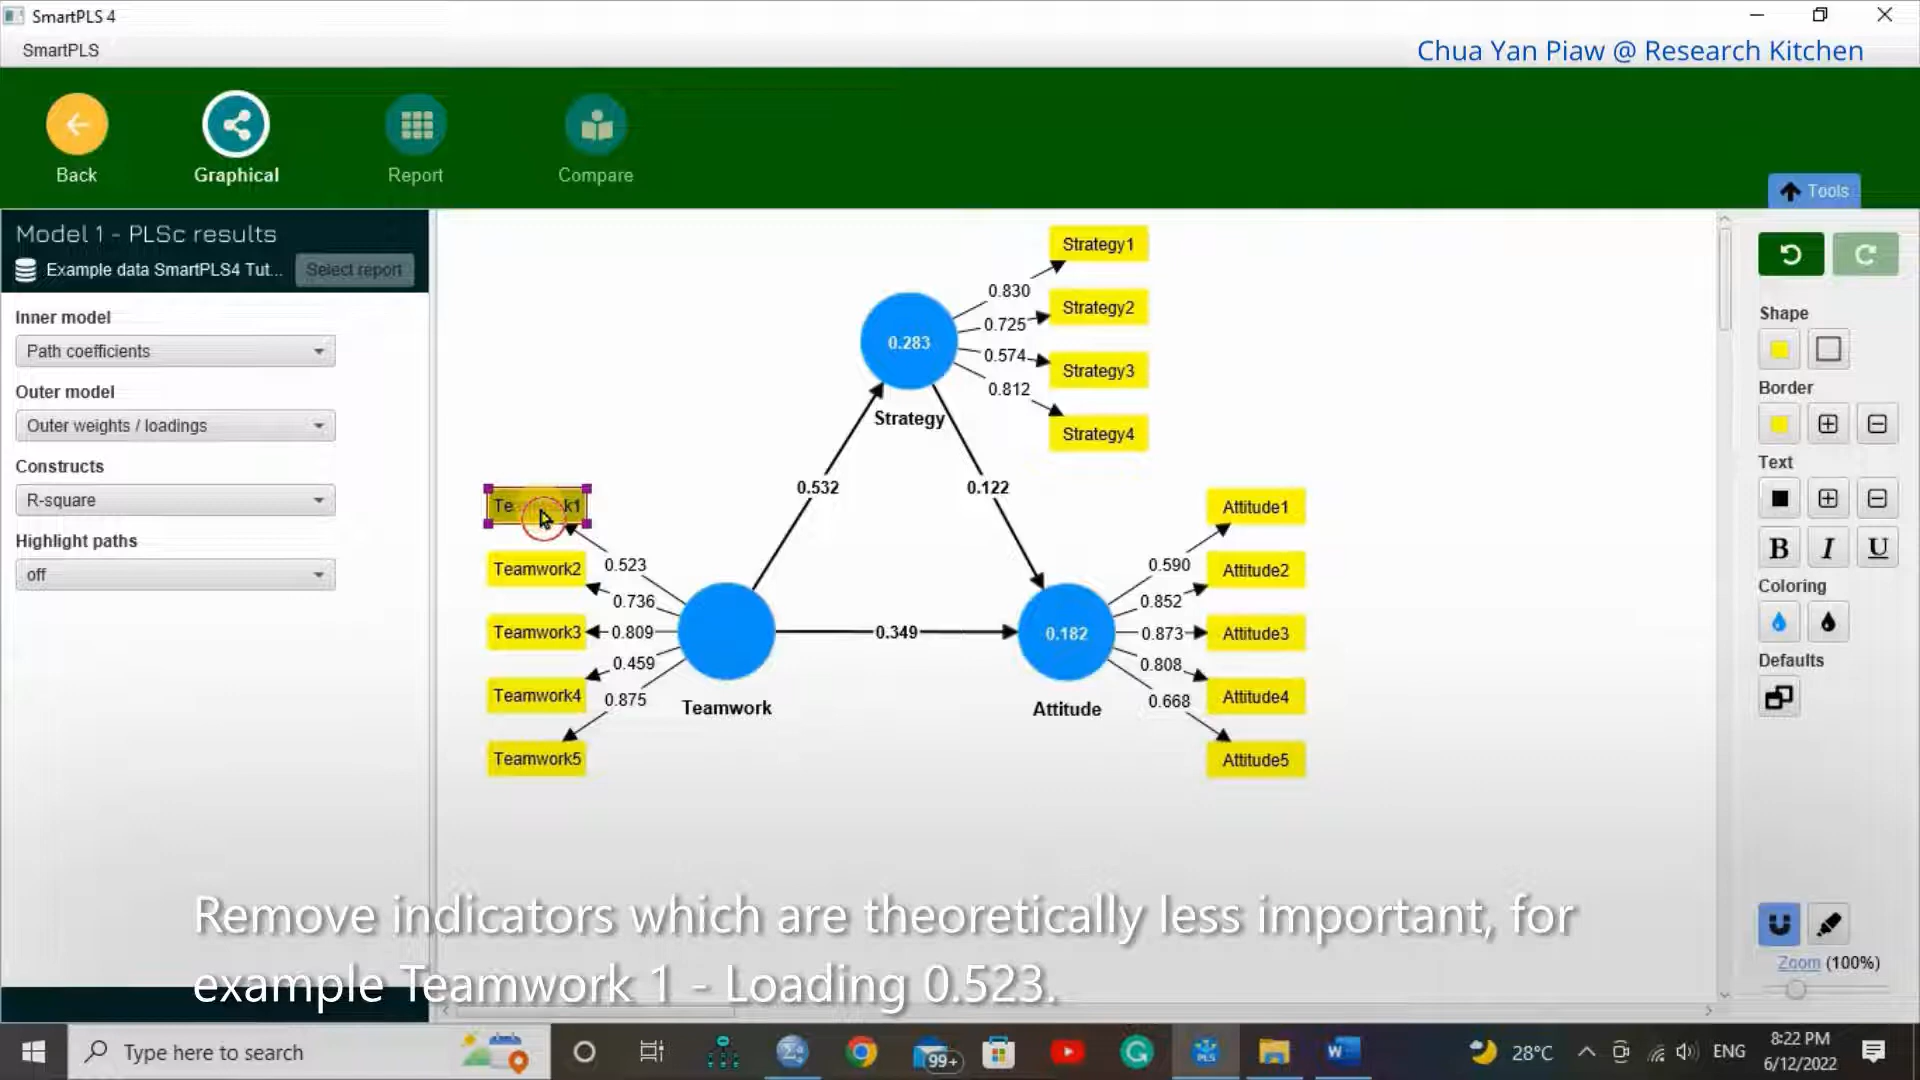 SmartPLS 4
SmartPLS
Chua Yan Piaw @ Research Kitchen
Back
Graphical
Report
Compare
Tools
Model 1 - PLSc results
Example data SmartPLS4 Tut...
Select report
Inner model
Path coefficients
Outer model
Outer weights / loadings
Constructs
R-square
Highlight paths
off
Strategy1
0.830
Strategy2
0.725
0.283
0.574
Strategy3
0.812
Strategy
Strategy4
0.532
0.122
Attitude1
0.523
0.590
Teamwork2
Attitude2
0.736
0.852
Teamwork3
0.809
0.349
0.182
0.873
Attitude3
0.459
0.808
Teamwork4
Attitude4
0.875
0.668
Teamwork
Attitude
Teamwork5
Attitude5
Shape
Border
Text
B I U
Coloring
Defaults
Zoom (100%)
Remove indicators which are theoretically less important, for
example Teamwork 1 - Loading 0.523.
Type here to search
99+
PLS
W
28°C
ENG
8:22 PM
6/12/2022